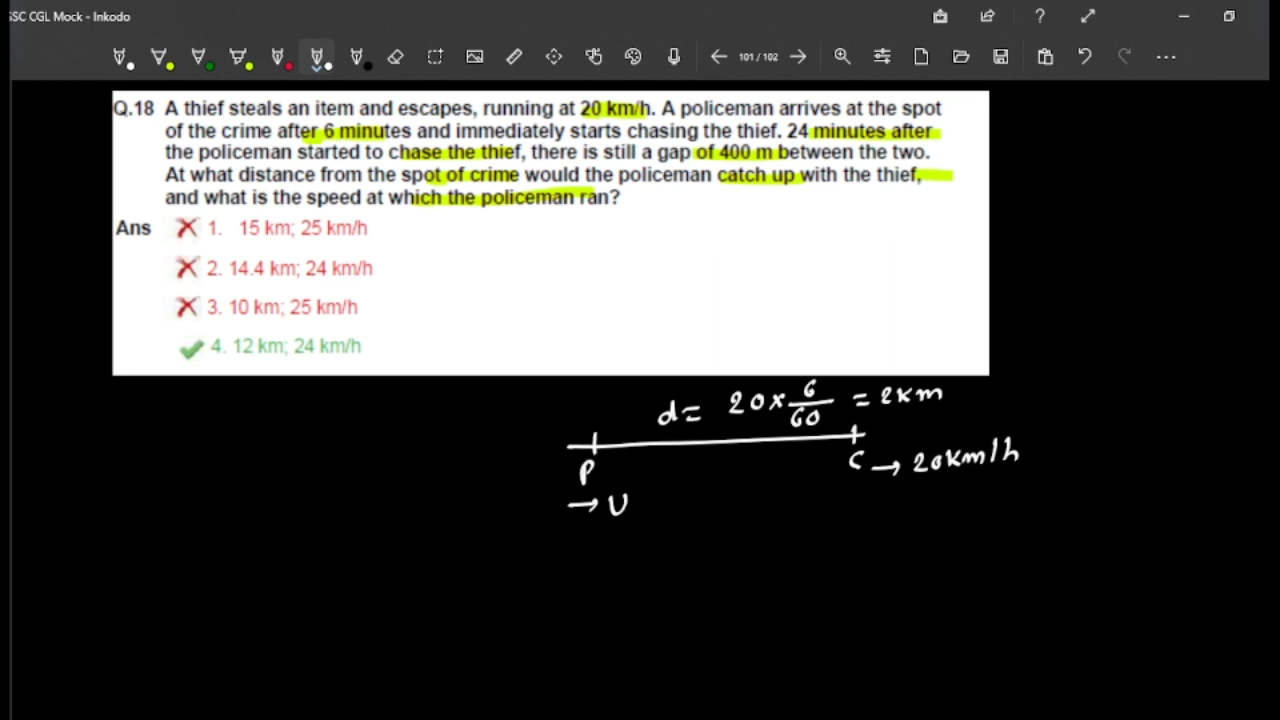 SSC CGL Mock - Inkodo
101 / 102
Q.18 A thief steals an item and escapes, running at 20 km/h. A policeman arrives at the spot
of the crime after 6 minutes and immediately starts chasing the thief. 24 minutes after
the policeman started to chase the thief, there is still a gap of 400 m between the two.
At what distance from the spot of crime would the policeman catch up with the thief,
and what is the speed at which the policeman ran?
Ans 1. 15 km; 25 km/h
2. 14.4 km; 24 km/h
3. 10 km; 25 km/h
4. 12 km; 24 km/h
d = 20 × 6/60 = 2 km
P C → 20 km/h
→ U